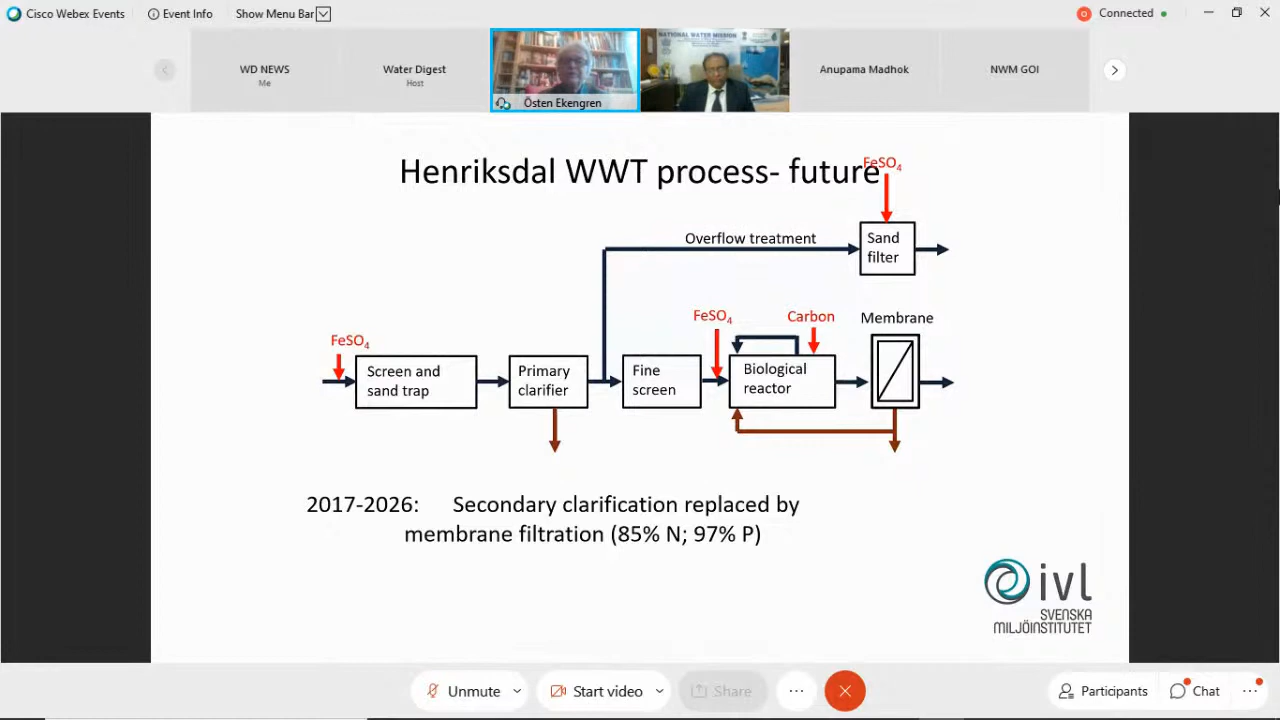 Cisco Webex Events
Event Info
Show Menu Bar
Connected
WD NEWS
Me
Water Digest
Host
Östen Ekengren
NATIONAL WATER MISSION
Anupama Madhok
NWM GOI
Henriksdal WWT process- future
FeSO4
Overflow treatment
Sand
filter
FeSO4
FeSO4
Carbon
Membrane
Screen and
sand trap
Primary
clarifier
Fine
screen
Biological
reactor
2017-2026: Secondary clarification replaced by
membrane filtration (85% N; 97% P)
ivl
SVENSKA
MILJÖINSTITUTET
Unmute
Start video
Share
Participants
Chat